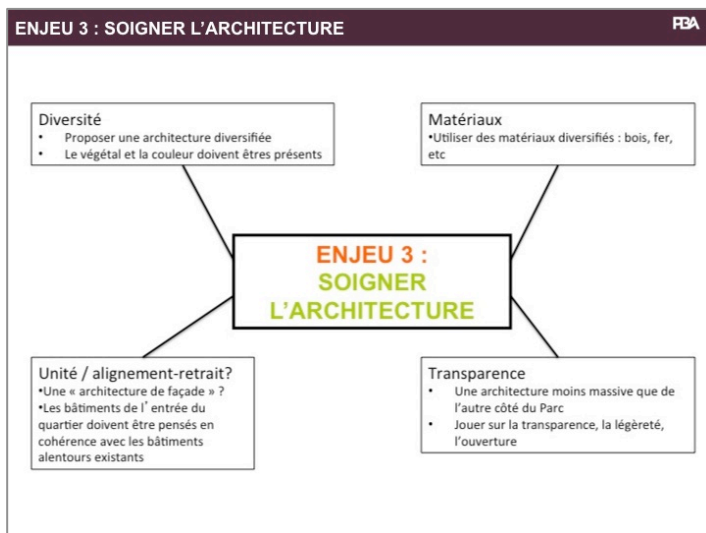 ENJEU 3 : SOIGNER L’ARCHITECTURE
PBA
Diversité
• Proposer une architecture diversifiée
• Le végétal et la couleur doivent êtres présents
Matériaux
•Utiliser des matériaux diversifiés : bois, fer,
etc
ENJEU 3 :
SOIGNER
L’ARCHITECTURE
Unité / alignement-retrait?
•Une « architecture de façade » ?
•Les bâtiments de l’entrée du
quartier doivent être pensés en
cohérence avec les bâtiments
alentours existants
Transparence
• Une architecture moins massive que de
l’autre côté du Parc
• Jouer sur la transparence, la légèreté,
l’ouverture